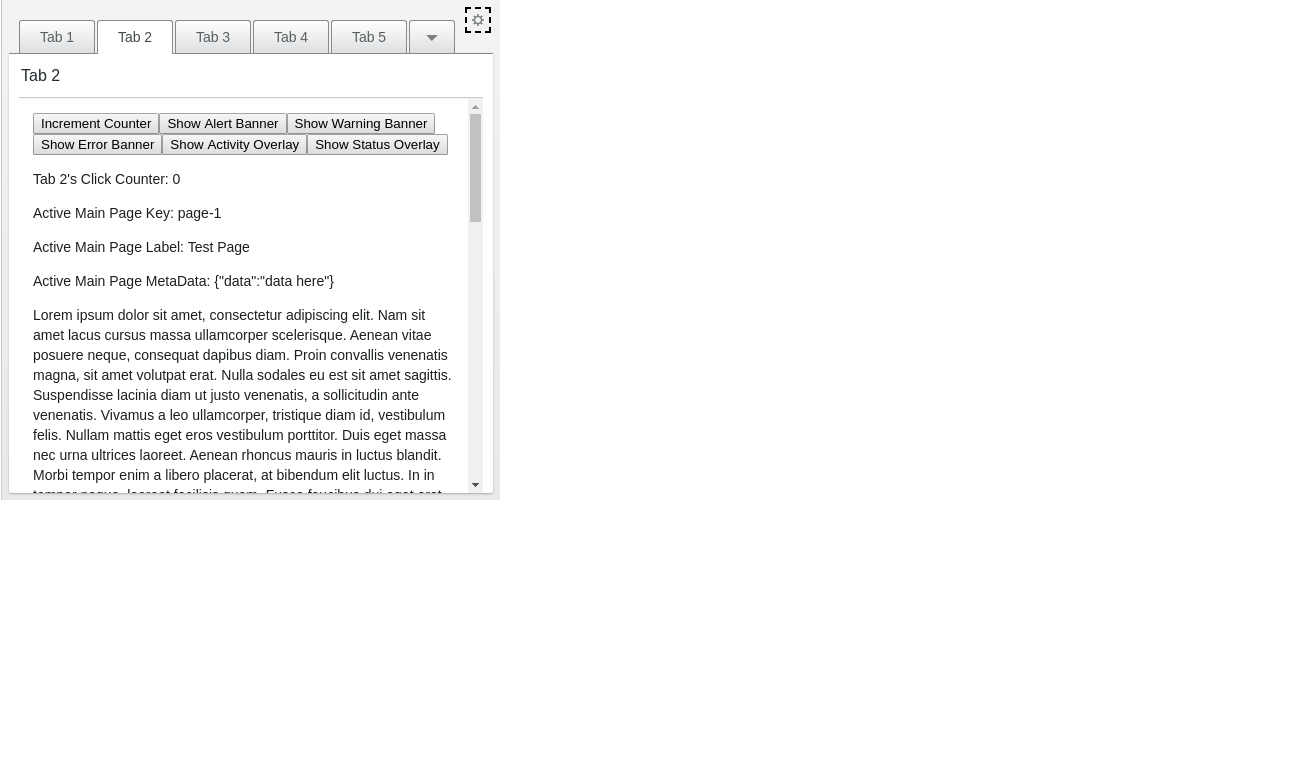 Tab 1 Tab 2 Tab 3 Tab 4 Tab 5
Tab 2
Increment Counter Show Alert Banner Show Warning Banner
Show Error Banner Show Activity Overlay Show Status Overlay
Tab 2's Click Counter: 0
Active Main Page Key: page-1
Active Main Page Label: Test Page
Active Main Page MetaData: {"data":"data here"}
Lorem ipsum dolor sit amet, consectetur adipiscing elit. Nam sit
amet lacus cursus massa ullamcorper scelerisque. Aenean vitae
posuere neque, consequat dapibus diam. Proin convallis venenatis
magna, sit amet volutpat erat. Nulla sodales eu est sit amet sagittis.
Suspendisse lacinia diam ut justo venenatis, a sollicitudin ante
venenatis. Vivamus a leo ullamcorper, tristique diam id, vestibulum
felis. Nullam mattis eget eros vestibulum porttitor. Duis eget massa
nec urna ultrices laoreet. Aenean rhoncus mauris in luctus blandit.
Morbi tempor enim a libero placerat, at bibendum elit luctus. In in